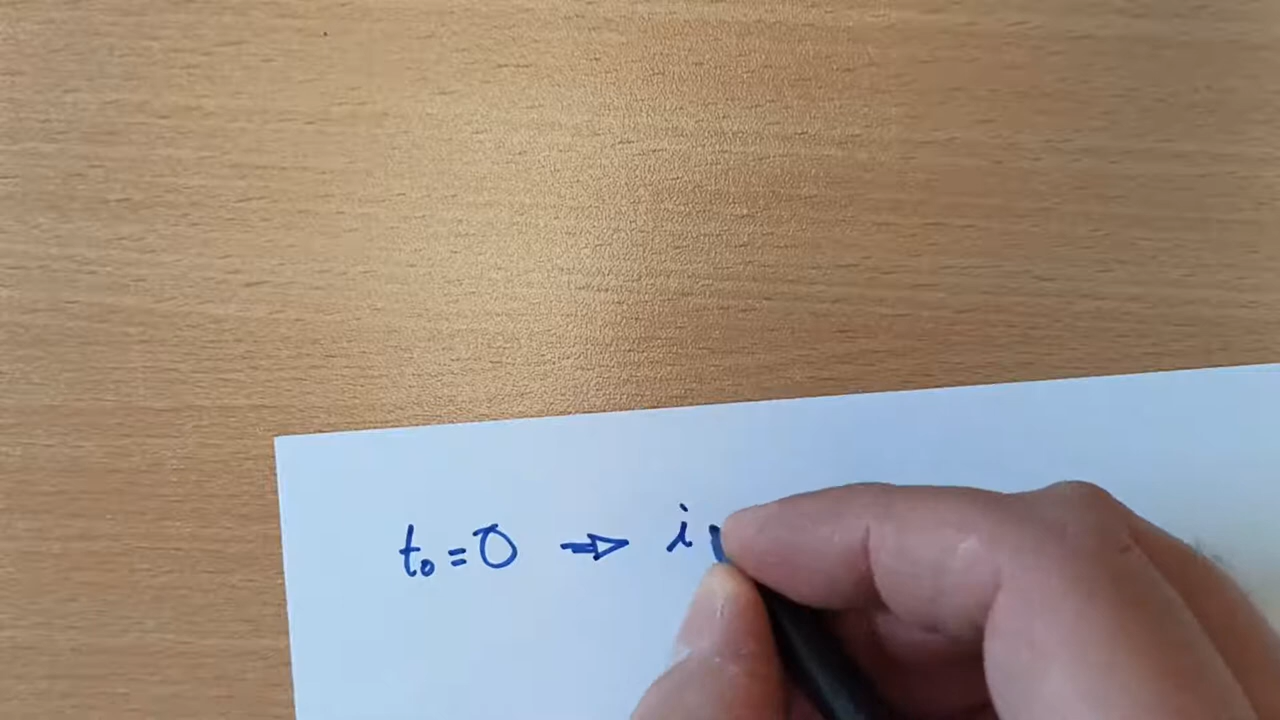 t₀=0 ⇒ i